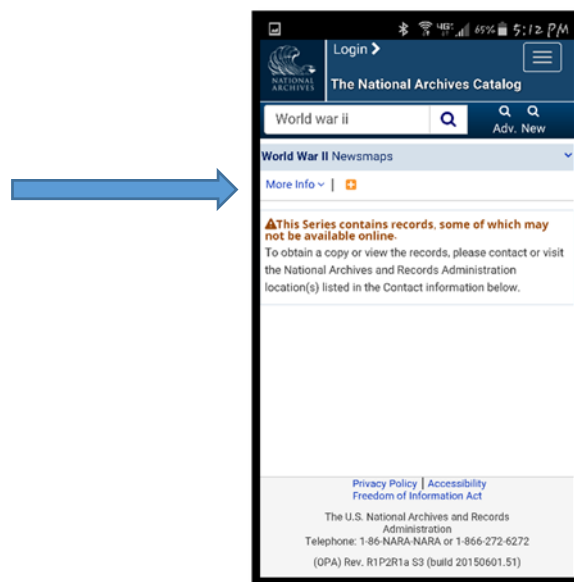 4G 65% 5:12 PM
Login
NATIONAL
ARCHIVES
The National Archives Catalog
World war ii
Adv. New
World War II Newsmaps
More Info |
This Series contains records, some of which may
not be available online.
To obtain a copy or view the records, please contact or visit
the National Archives and Records Administration
location(s) listed in the Contact information below.
Privacy Policy | Accessibility
Freedom of Information Act
The U.S. National Archives and Records
Administration
Telephone: 1-86-NARA-NARA or 1-866-272-6272
(OPA) Rev. R1P2R1a S3 (build 20150601.51)